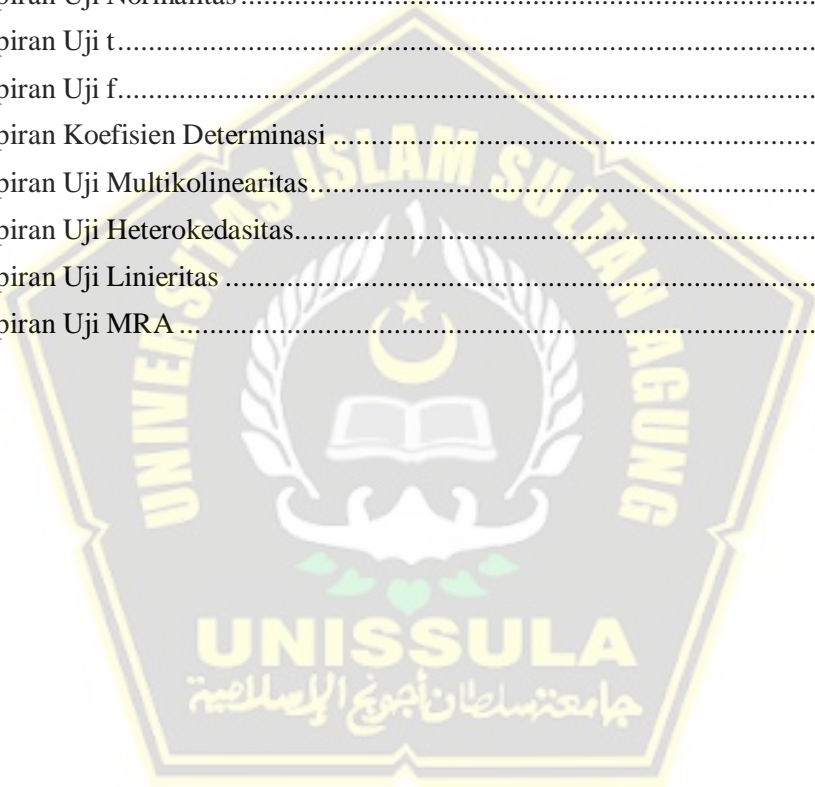 piran Uji Normalitas
piran Uji t
piran Uji f
piran Koefisien Determinasi
piran Uji Multikolinearitas
piran Uji Heterokedasitas
piran Uji Linieritas
piran Uji MRA
UNIVERSITAS ISLAM SULTAN AGUNG
UNISSULA
جامعة سلطان أجونج الإسلامية